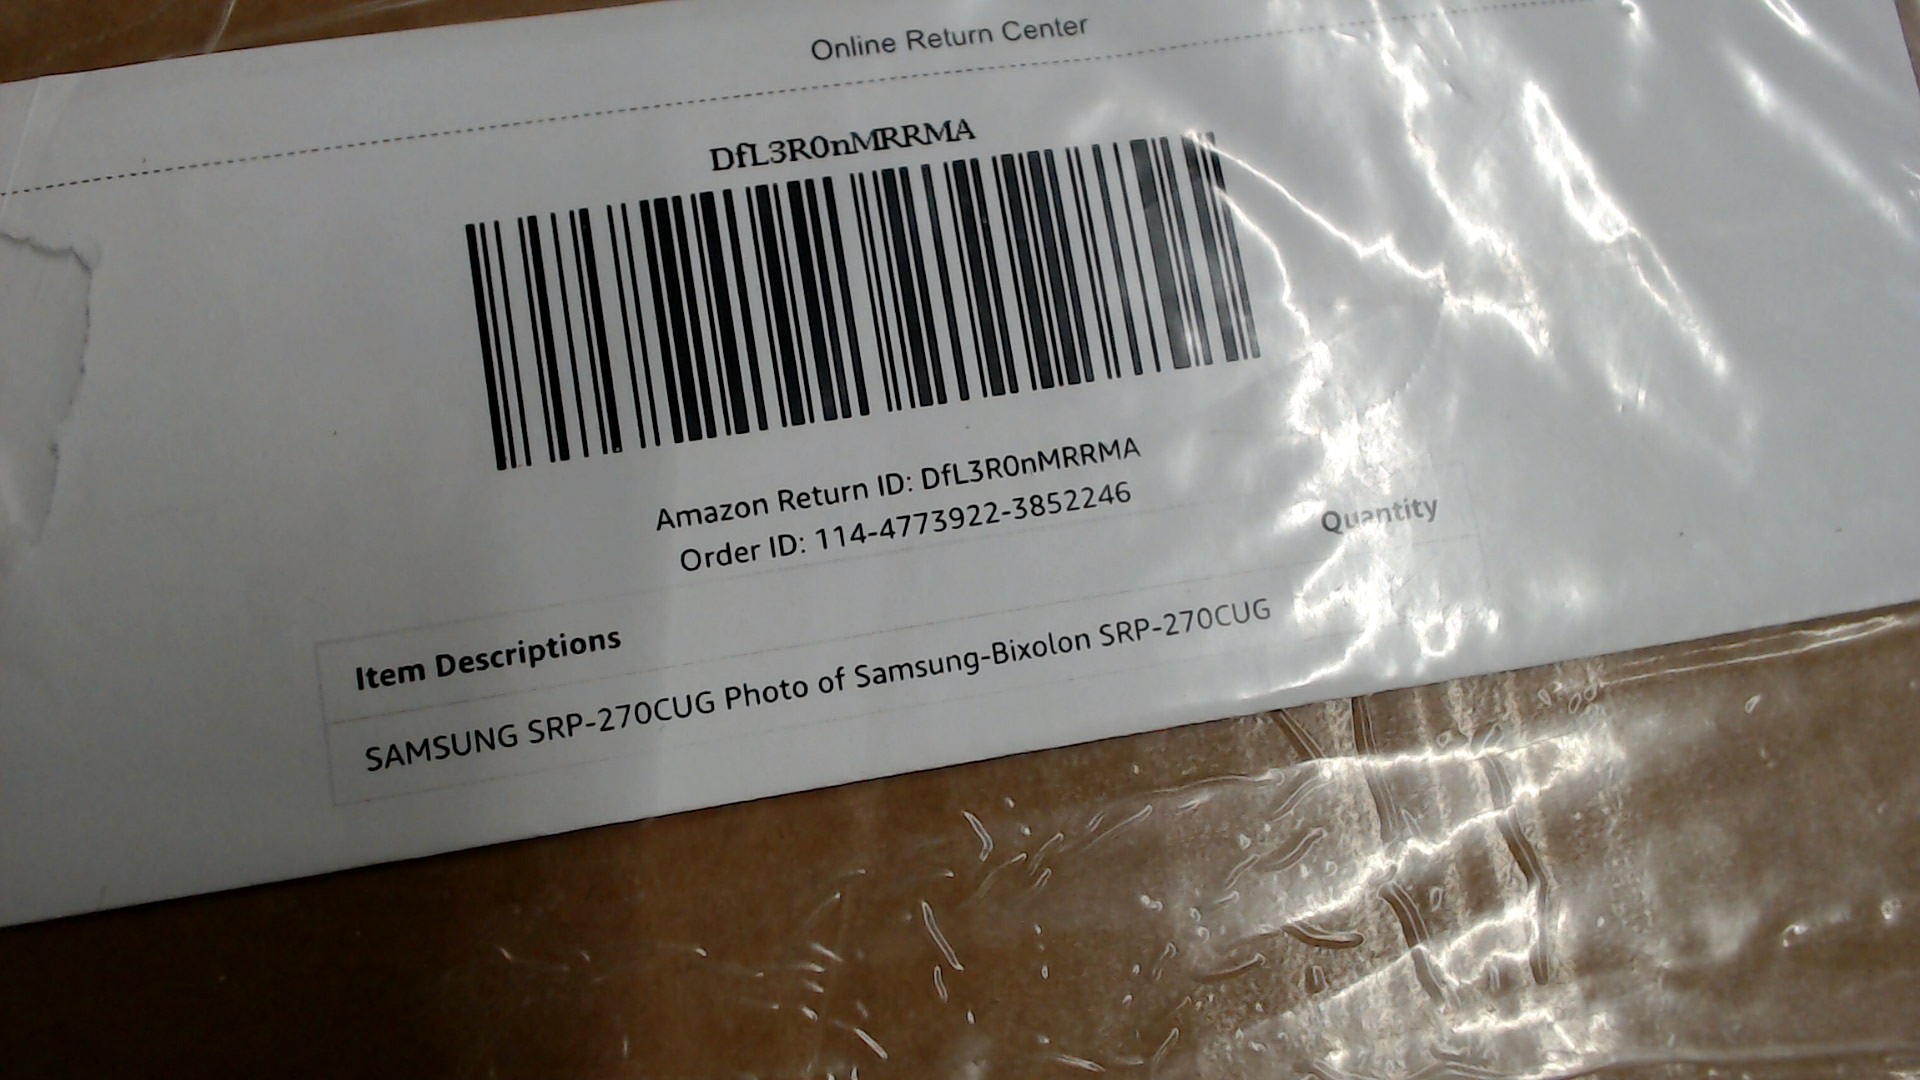 Online Return Center
DfL3R0nMRRMA
Amazon Return ID: DfL3R0nMRRMA
Order ID: 114-4773922-3852246
Item Descriptions Quantity
SAMSUNG SRP-270CUG Photo of Samsung-Bixolon SRP-270CUG